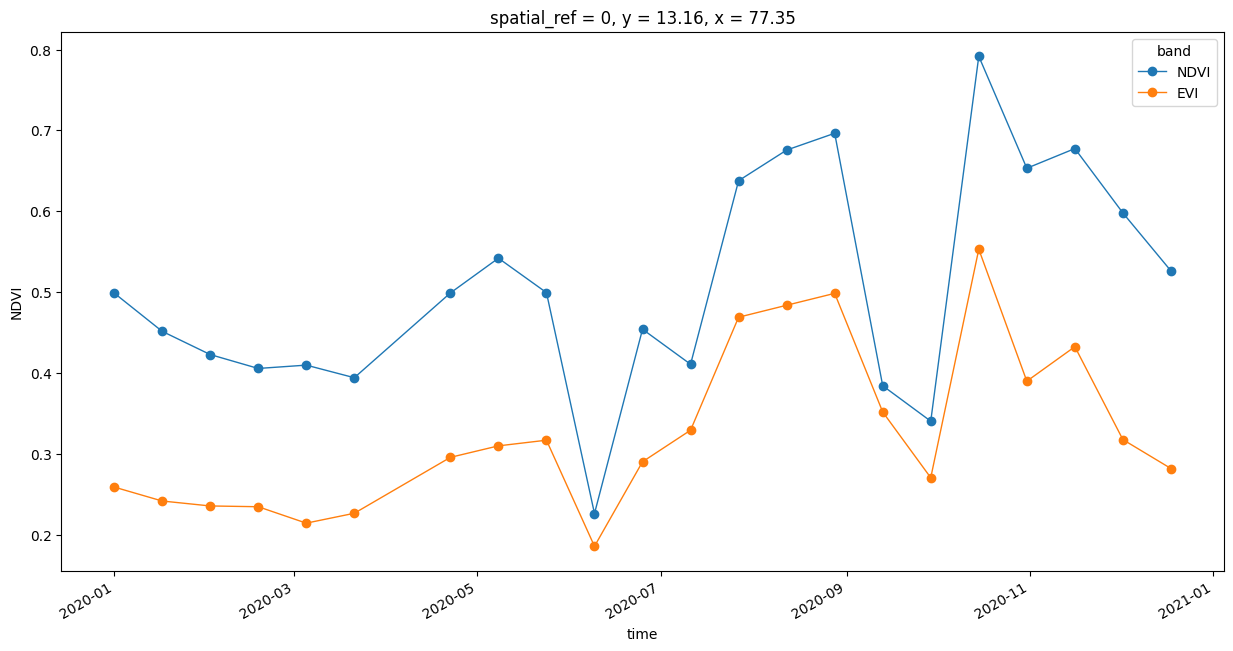 spatial_ref = 0, y = 13.16, x = 77.35
band
NDVI
EVI
NDVI
0.8
0.7
0.6
0.5
0.4
0.3
0.2
2020-01
2020-03
2020-05
2020-07
2020-09
2020-11
2021-01
time